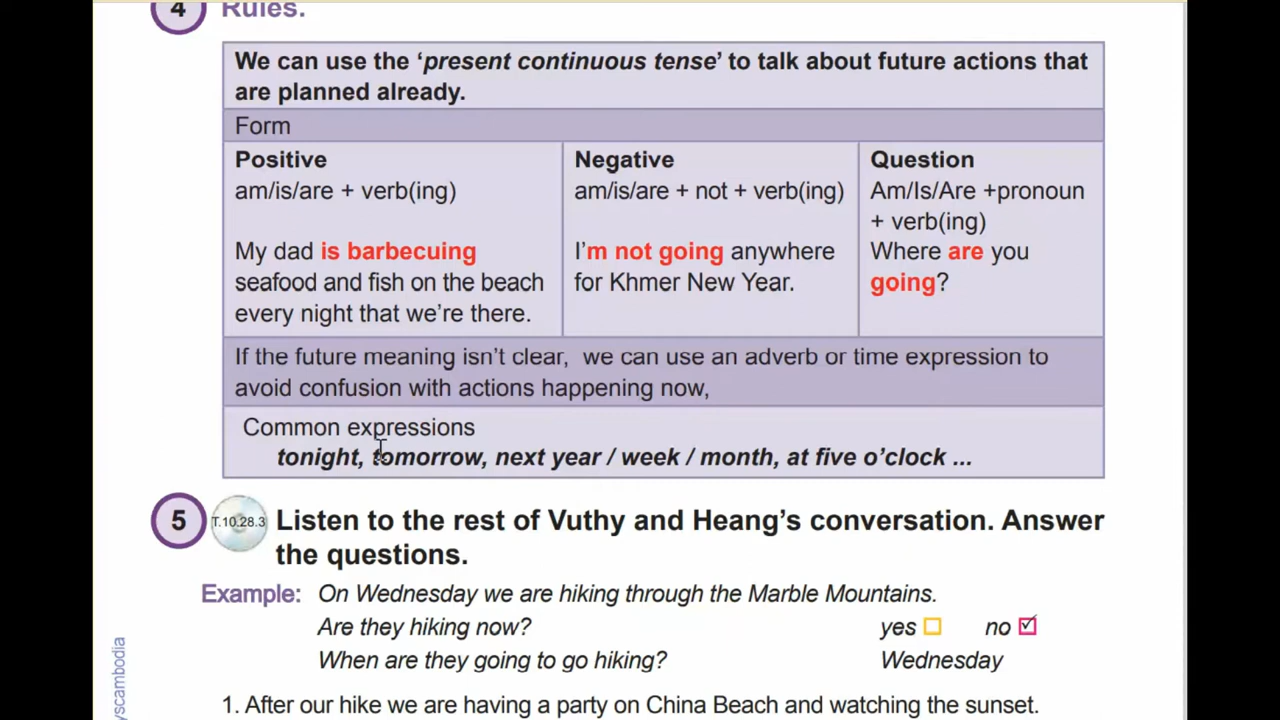 4 Rules.
We can use the ‘present continuous tense’ to talk about future actions that
are planned already.
Form
Positive
am/is/are + verb(ing)
My dad is barbecuing
seafood and fish on the beach
every night that we’re there.
Negative
am/is/are + not + verb(ing)
I’m not going anywhere
for Khmer New Year.
Question
Am/Is/Are +pronoun
+ verb(ing)
Where are you
going?
If the future meaning isn’t clear,  we can use an adverb or time expression to
avoid confusion with actions happening now,
Common expressions
tonight, tomorrow, next year / week / month, at five o’clock ...
5 T.10.28.3 Listen to the rest of Vuthy and Heang’s conversation. Answer
the questions.
Example: On Wednesday we are hiking through the Marble Mountains.
Are they hiking now? yes no
When are they going to go hiking? Wednesday
1. After our hike we are having a party on China Beach and watching the sunset.
yscambodia